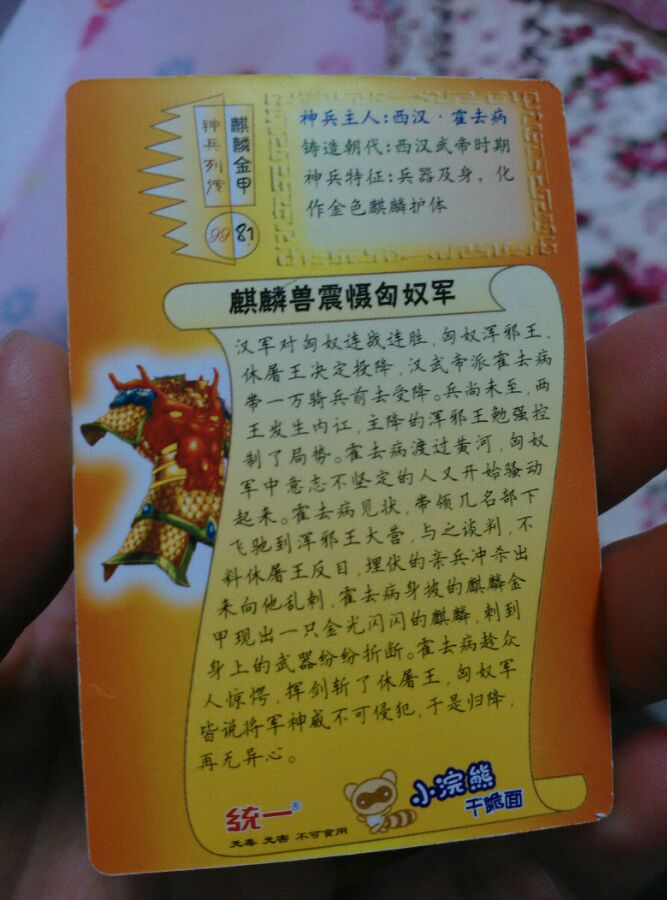 麒麟金甲
神兵列传
99 81
神兵主人:西汉·霍去病
铸造朝代:西汉武帝时期
神兵特征:兵器及身,化
作金色麒麟护体
麒麟兽震慑匈奴军
汉军对匈奴连战连胜,匈奴浑邪王、
休屠王决定投降,汉武帝派霍去病
带一万骑兵前去受降。兵尚未至,两
王发生内讧,主降的浑邪王勉强控
制了局势。霍去病渡过黄河,匈奴
军中意志不坚定的人又开始骚动
起来。霍去病见状,带领几名部下
飞驰到浑邪王大营,与之谈判,不
料休屠王反目,埋伏的亲兵冲杀出
来向他乱刺,霍去病身披的麒麟金
甲现出一只金光闪闪的麒麟,刺到
身上的武器纷纷折断。霍去病趁众
人惊愕,挥剑斩了休屠王,匈奴军
皆说将军神威不可侵犯,于是归降,
再无异心。
统一®
小浣熊
干脆面
无毒 无害 不可食用